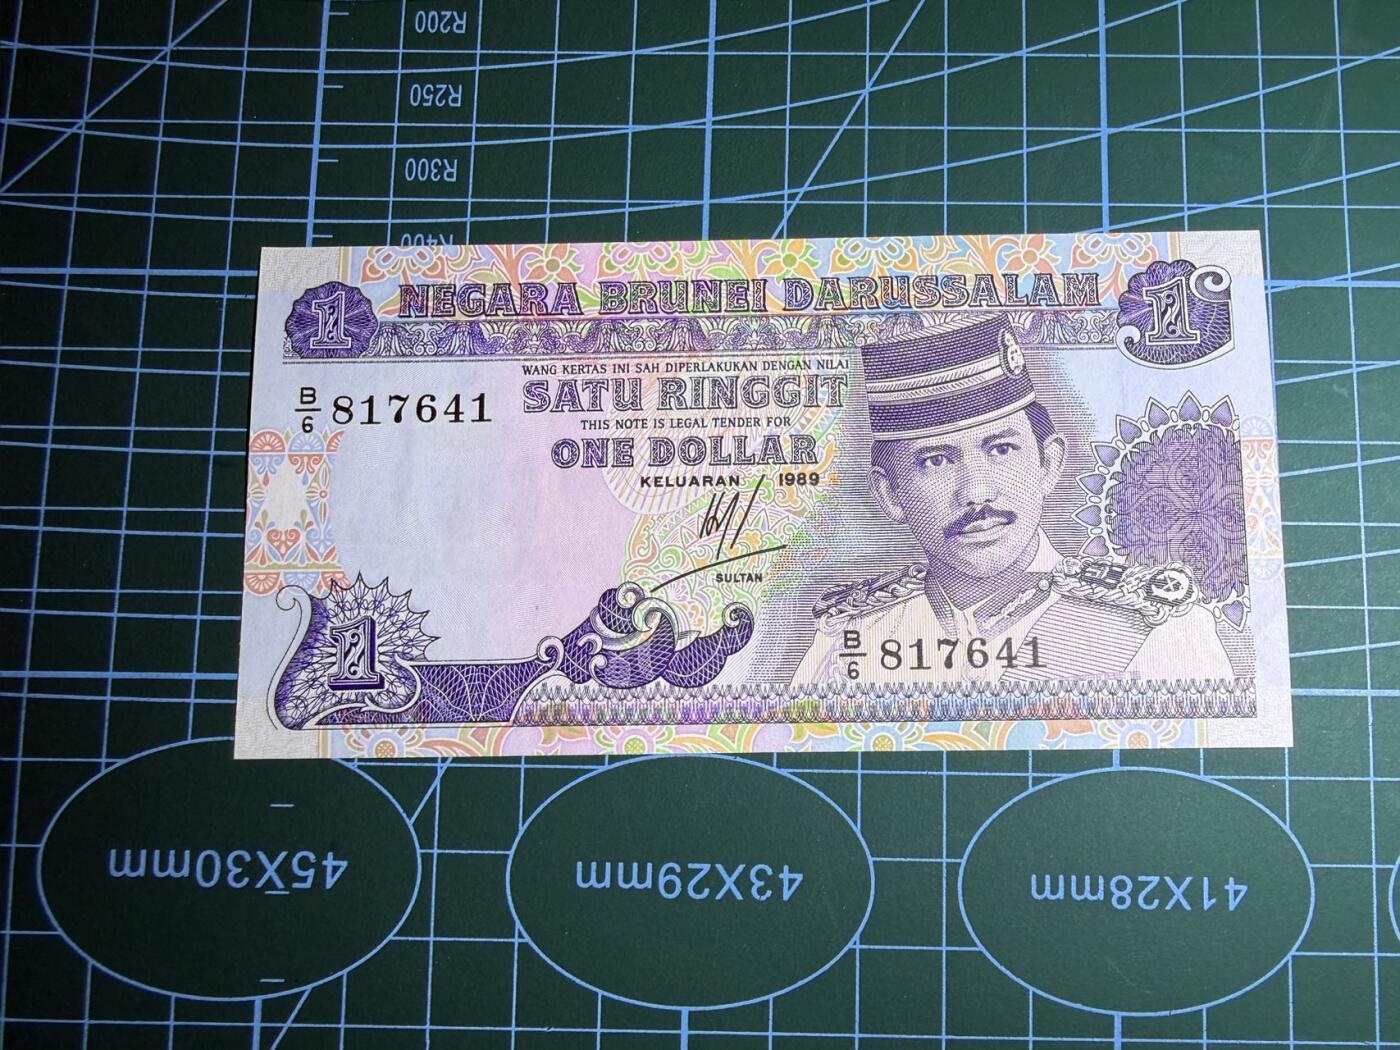 R200
R250
R300
R400
1 NEGARA BRUNEI DARUSSALAM 1
WANG KERTAS INI SAH DIPERLAKUKAN DENGAN NILAI
SATU RINGGIT
THIS NOTE IS LEGAL TENDER FOR
ONE DOLLAR
B/6 817641
KELUARAN 1989
SULTAN
1
B/6 817641
45X30mm
43X29mm
41X28mm